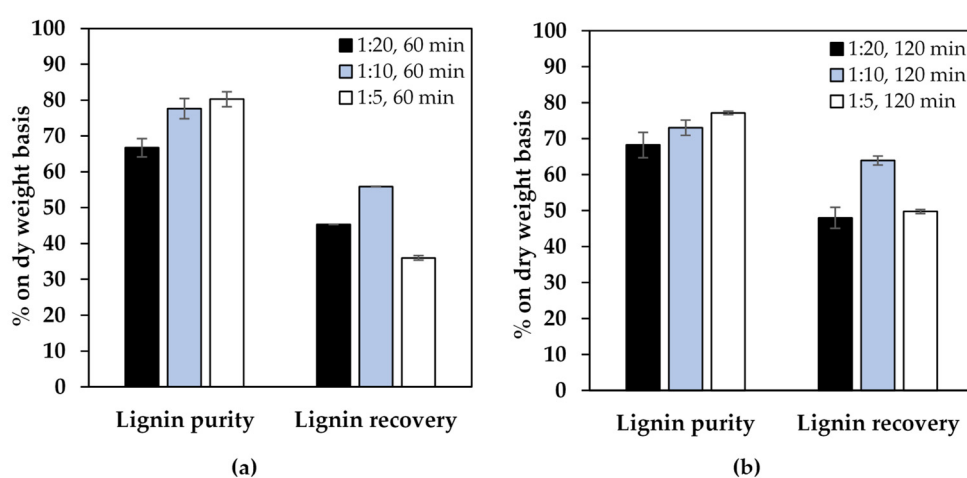 100
90
80
70
60
50
40
30
20
10
0
% on dy weight basis
1:20, 60 min
1:10, 60 min
1:5, 60 min
Lignin purity
Lignin recovery
(a)
100
90
80
70
60
50
40
30
20
10
0
% on dry weight basis
1:20, 120 min
1:10, 120 min
1:5, 120 min
Lignin purity
Lignin recovery
(b)